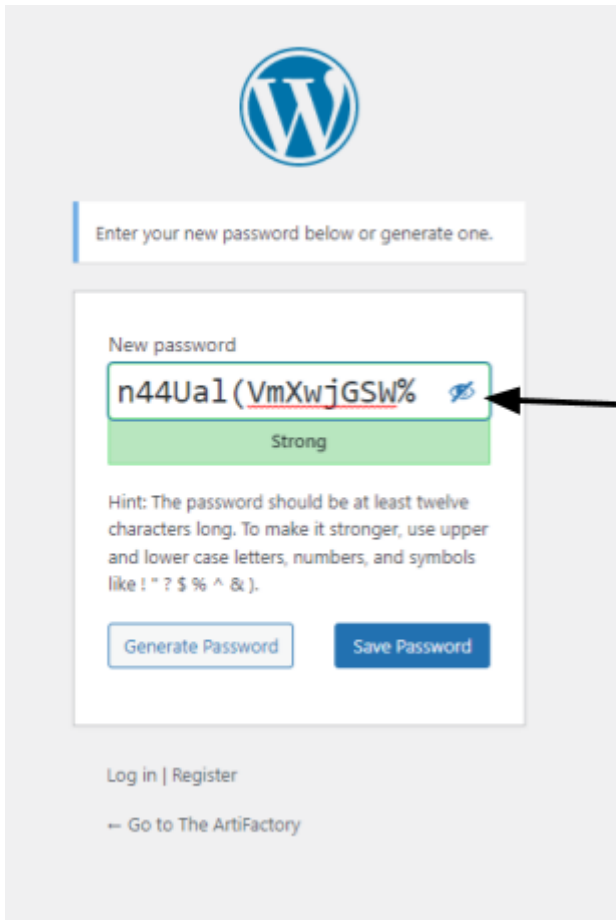 Enter your new password below or generate one.
New password
n44Ual(VmXwjGSW%
Strong
Hint: The password should be at least twelve
characters long. To make it stronger, use upper
and lower case letters, numbers, and symbols
like ! " ? $ % ^ & ).
Generate Password Save Password
Log in | Register
← Go to The ArtiFactory